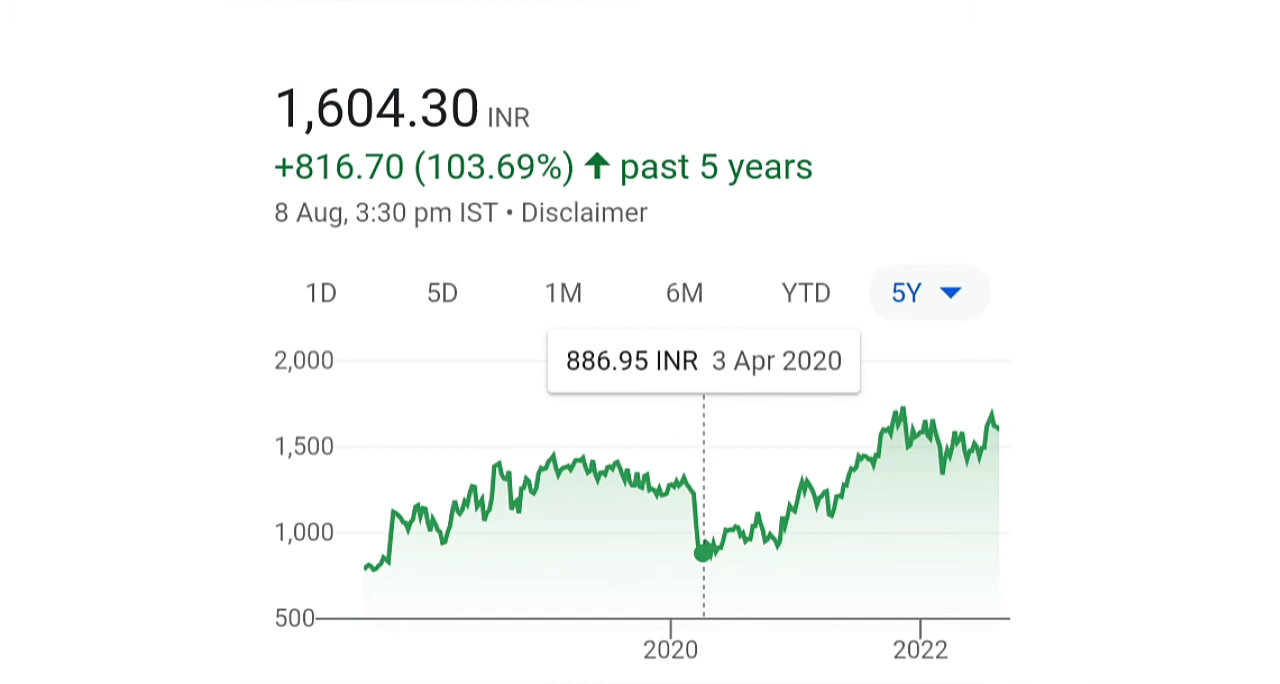 1,604.30 INR
+816.70 (103.69%) ↑ past 5 years
8 Aug, 3:30 pm IST • Disclaimer
1D 5D 1M 6M YTD 5Y
886.95 INR 3 Apr 2020
2,000
1,500
1,000
500
2020 2022